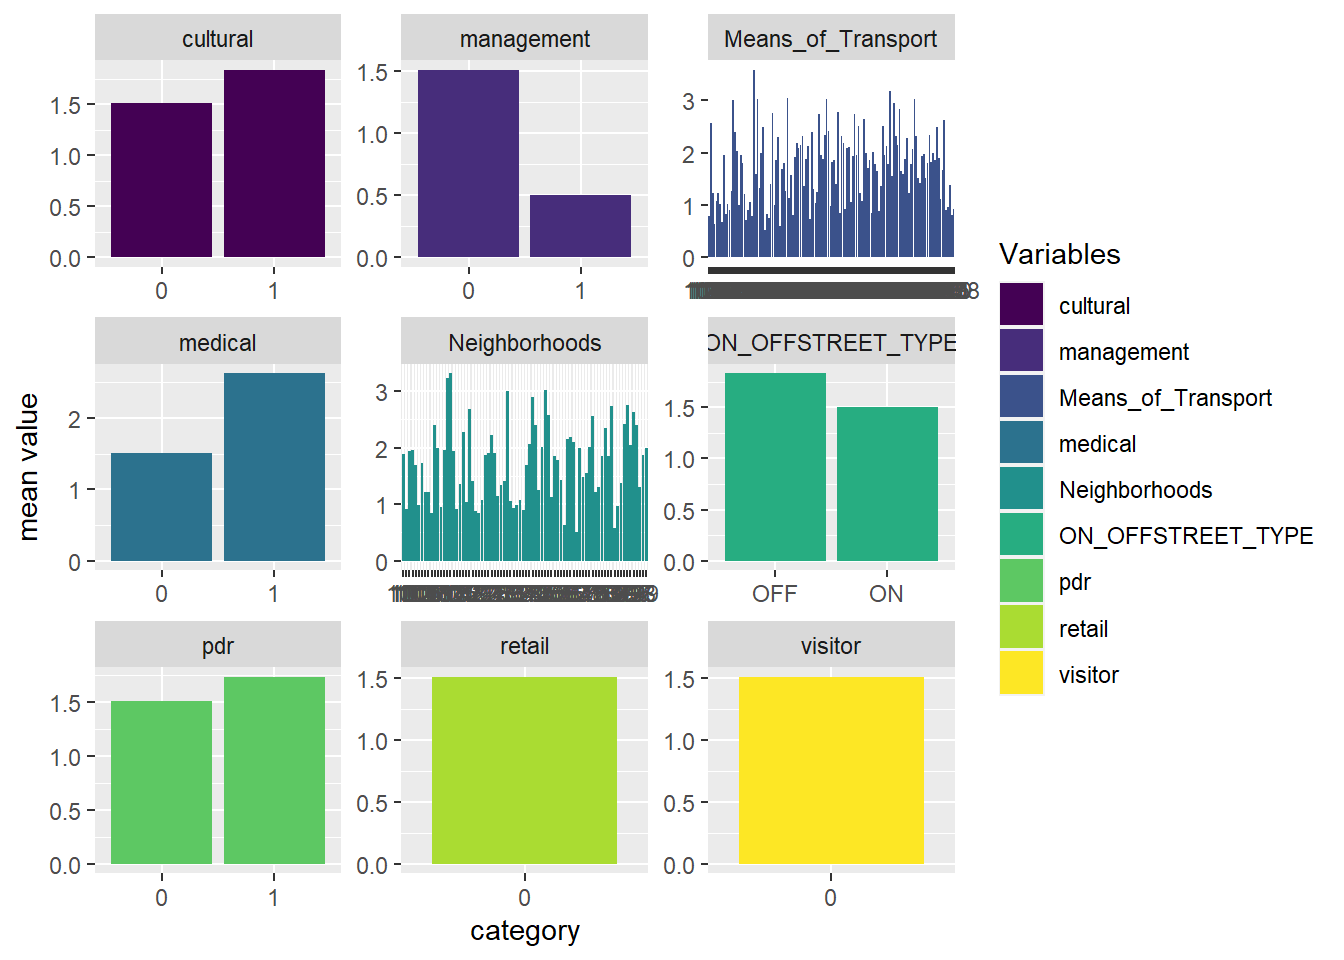 cultural
management
Means_of_Transport
1.5
1.0
0.5
0.0
0
1
1.5
1.0
0.5
0.0
0
1
3
2
1
0
medical
Neighborhoods
ON_OFFSTREET_TYPE
2
1
0
0
1
3
2
1
0
1.5
1.0
0.5
0.0
OFF
ON
pdr
retail
visitor
1.5
1.0
0.5
0.0
0
1
1.5
1.0
0.5
0.0
0
1.5
1.0
0.5
0.0
0
mean value
category
Variables
cultural
management
Means_of_Transport
medical
Neighborhoods
ON_OFFSTREET_TYPE
pdr
retail
visitor